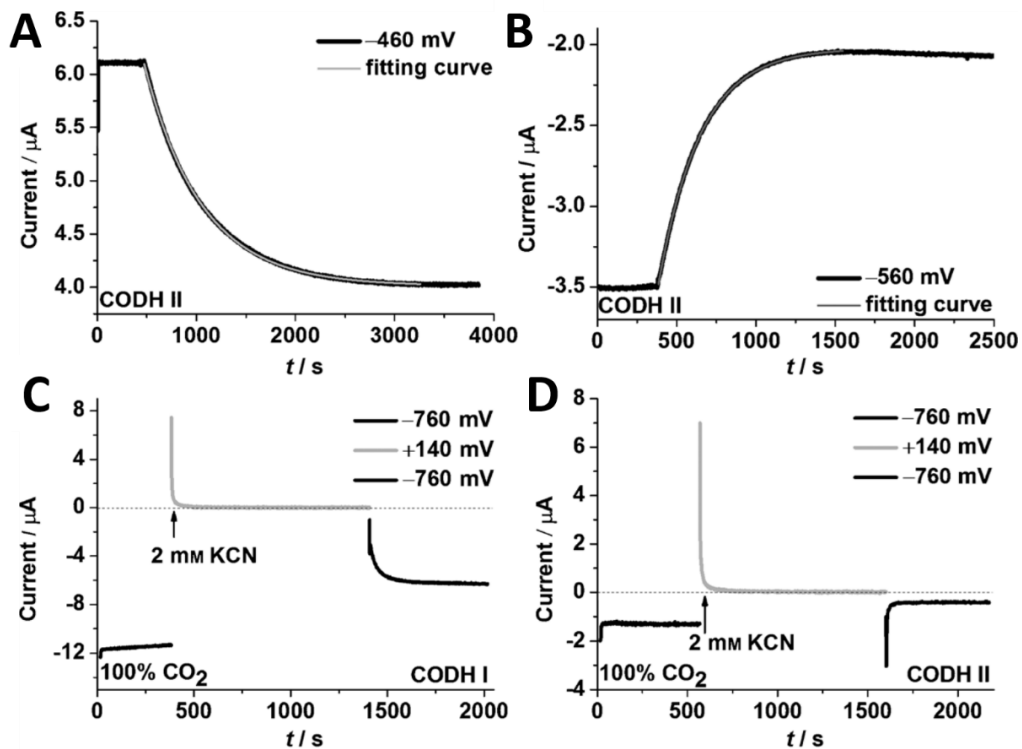 A
6.5
6.0
5.5
5.0
4.5
4.0
Current / µA
−460 mV
fitting curve
CODH II
0 1000 2000 3000 4000
t / s
B
-2.0
-2.5
-3.0
-3.5
Current / µA
−560 mV
fitting curve
CODH II
0 500 1000 1500 2000 2500
t / s
C
8
4
0
-4
-8
-12
Current / µA
−760 mV
+140 mV
−760 mV
2 mM KCN
100% CO2
CODH I
0 500 1000 1500 2000
t / s
D
8
6
4
2
0
-2
-4
Current / µA
−760 mV
+140 mV
−760 mV
2 mM KCN
100% CO2
CODH II
0 500 1000 1500 2000
t / s